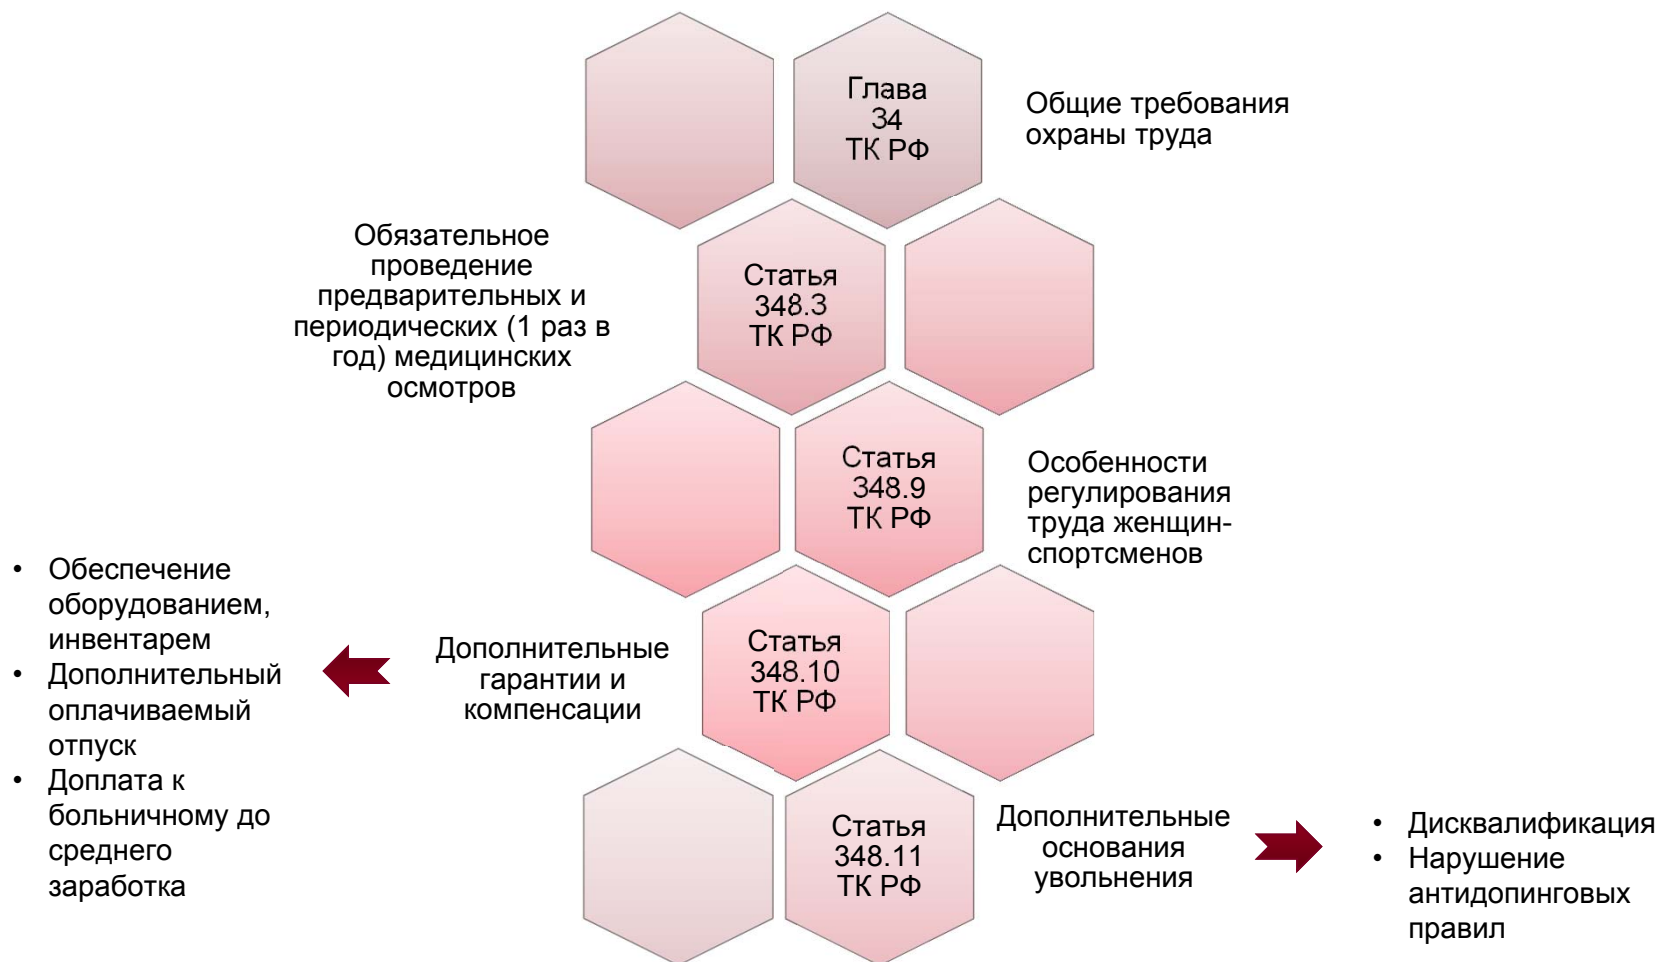 Глава
34
ТК РФ
Общие требования
охраны труда
Обязательное
проведение
предварительных и
периодических (1 раз в
год) медицинских
осмотров
Статья
348.3
ТК РФ
Статья
348.9
ТК РФ
Особенности
регулирования
труда женщин-
спортсменов
• Обеспечение
оборудованием,
инвентарем
• Дополнительный
оплачиваемый
отпуск
• Доплата к
больничному до
среднего
заработка
Дополнительные
гарантии и
компенсации
Статья
348.10
ТК РФ
Статья
348.11
ТК РФ
Дополнительные
основания
увольнения
• Дисквалификация
• Нарушение
антидопинговых
правил